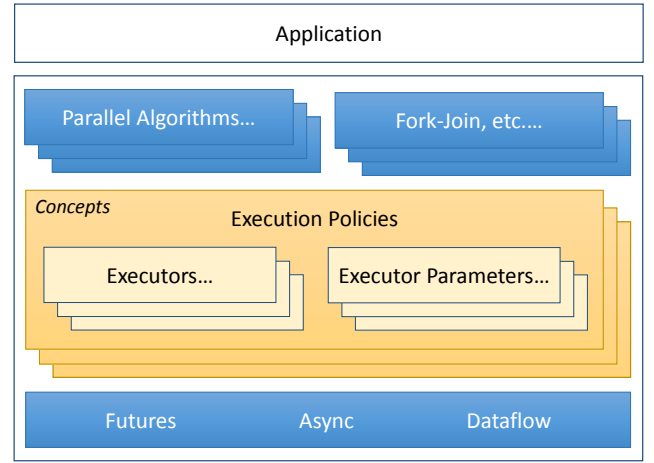 Application
Parallel Algorithms...
Fork-Join, etc....
Concepts
Execution Policies
Executors...
Executor Parameters...
Futures Async Dataflow